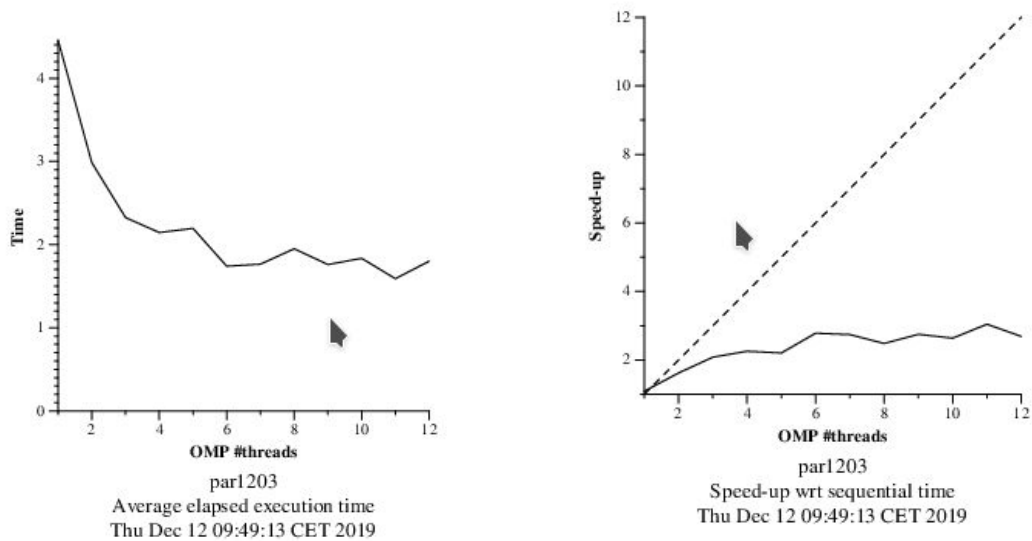 4
3
2
1
0
Time
2
4
6
8
10
12
OMP #threads
par1203
Average elapsed execution time
Thu Dec 12 09:49:13 CET 2019
12
10
8
6
4
2
Speed-up
2
4
6
8
10
12
OMP #threads
par1203
Speed-up wrt sequential time
Thu Dec 12 09:49:13 CET 2019